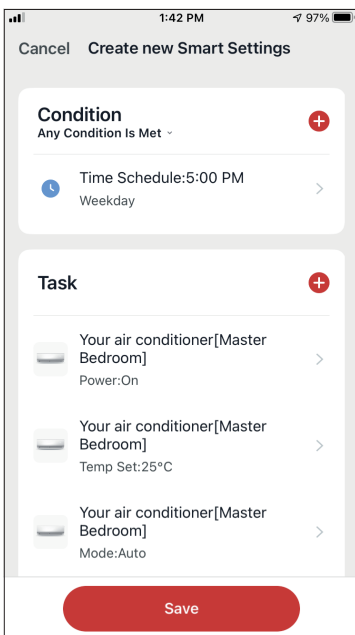 1:42 PM 97%
Cancel Create new Smart Settings
Condition
Any Condition Is Met
Time Schedule:5:00 PM
Weekday
Task
Your air conditioner[Master
Bedroom]
Power:On
Your air conditioner[Master
Bedroom]
Temp Set:25°C
Your air conditioner[Master
Bedroom]
Mode:Auto
Save